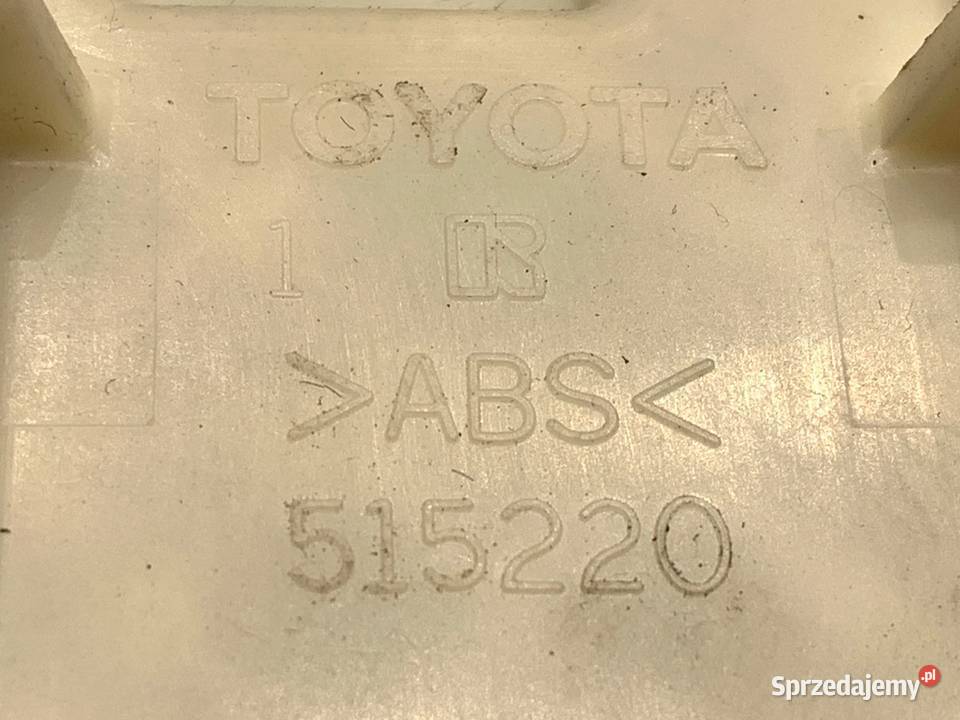 TOYOTA
1 R
>ABS<
515220
Sprzedajemy.pl